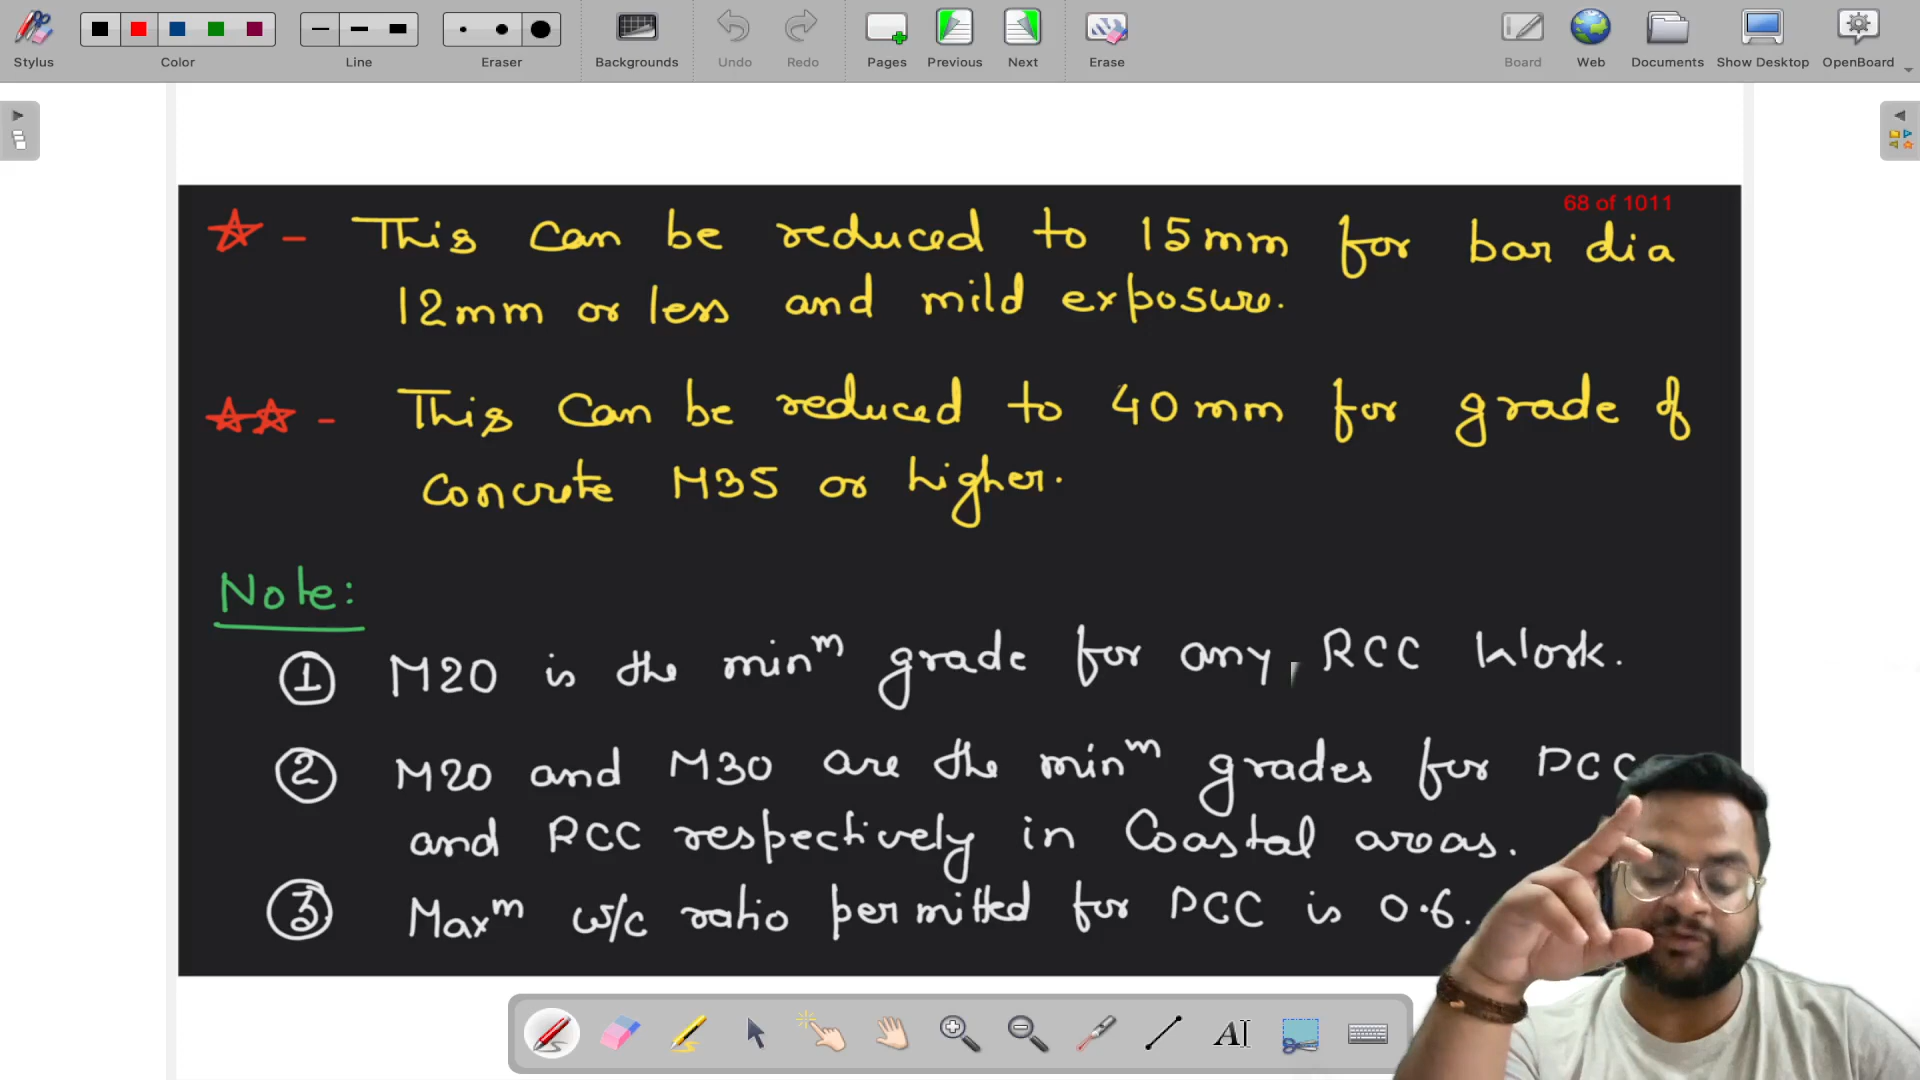 Stylus
Color
Line
Eraser
Backgrounds
Undo
Redo
Pages
Previous
Next
Erase
Board
Web
Documents
Show Desktop
OpenBoard
68 of 1011
- This can be reduced to 15mm for bar dia
12mm or less and mild exposure.
- This can be reduced to 40mm for grade of
concrete M35 or higher.
Note:
① M20 is the minᵐ grade for any RCC work.
② M20 and M30 are the minᵐ grades for PCC
and RCC respectively in Coastal areas.
③ Maxᵐ w/c ratio permitted for PCC is 0.6.
AI